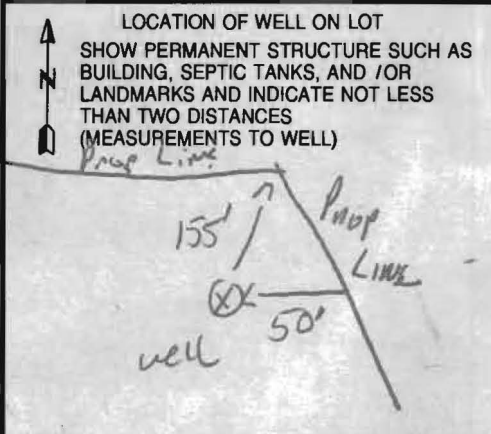 LOCATION OF WELL ON LOT
SHOW PERMANENT STRUCTURE SUCH AS
BUILDING, SEPTIC TANKS, AND /OR
LANDMARKS AND INDICATE NOT LESS
THAN TWO DISTANCES
(MEASUREMENTS TO WELL)
N
Prop Line
Prop
Line
155'
50'
well